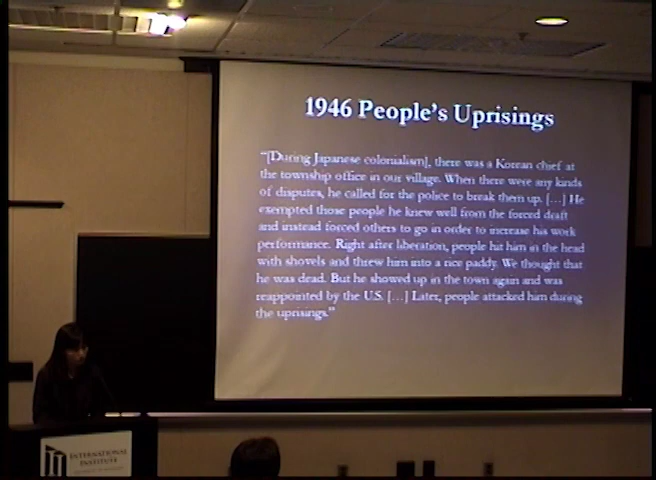 1946 People's Uprisings
"[During Japanese colonialism], there was a Korean chief at
the township office in our village. When there were any kinds
of disputes, he called for the police to break them up. [...] He
exempted those people he knew well from the forced draft
and instead forced others to go in order to increase his work
performance. Right after liberation, people hit him in the head
with shovels and threw him into a rice paddy. We thought that
he was dead. But he showed up in the town again and was
reappointed by the U.S. [...] Later, people attacked him during
the uprisings."
INTERNATIONAL
INSTITUTE